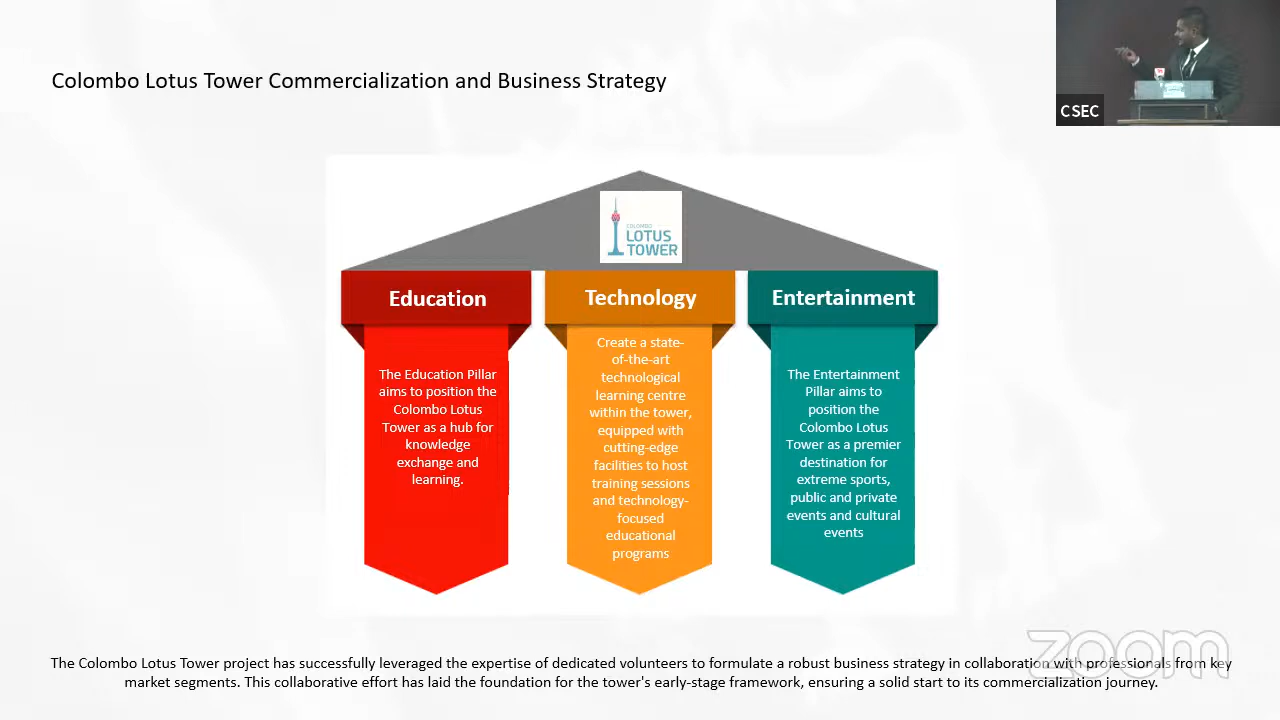 Colombo Lotus Tower Commercialization and Business Strategy
CSEC
COLOMBO
LOTUS
TOWER
Education
Technology
Entertainment
The Education Pillar
aims to position the
Colombo Lotus
Tower as a hub for
knowledge
exchange and
learning.
Create a state-
of-the-art
technological
learning centre
within the tower,
equipped with
cutting-edge
facilities to host
training sessions
and technology-
focused
educational
programs
The Entertainment
Pillar aims to
position the
Colombo Lotus
Tower as a premier
destination for
extreme sports,
public and private
events and cultural
events
zoom
The Colombo Lotus Tower project has successfully leveraged the expertise of dedicated volunteers to formulate a robust business strategy in collaboration with professionals from key
market segments. This collaborative effort has laid the foundation for the tower's early-stage framework, ensuring a solid start to its commercialization journey.